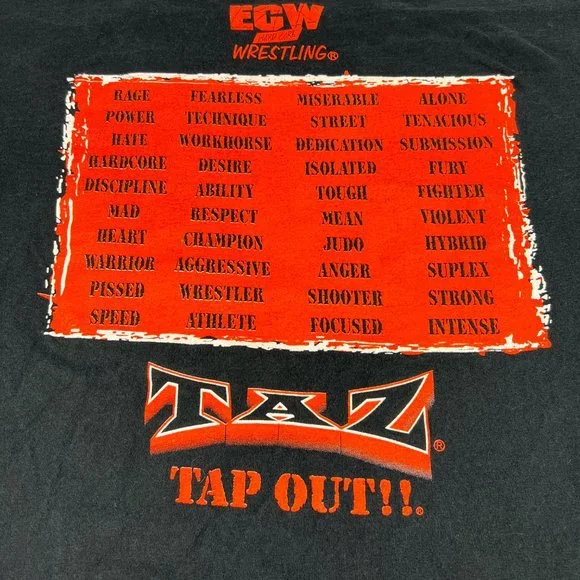 ECW
HARDCORE
WRESTLING®
RAGE FEARLESS MISERABLE ALONE
POWER TECHNIQUE STREET TENACIOUS
HATE WORKHORSE DEDICATION SUBMISSION
HARDCORE DESIRE ISOLATED FURY
DISCIPLINE ABILITY TOUGH FIGHTER
MAD RESPECT MEAN VIOLENT
HEART CHAMPION JUDO HYBRID
WARRIOR AGGRESSIVE ANGER SUPLEX
PISSED WRESTLER SHOOTER STRONG
SPEED ATHLETE FOCUSED INTENSE
TAZ®
TAP OUT!!®